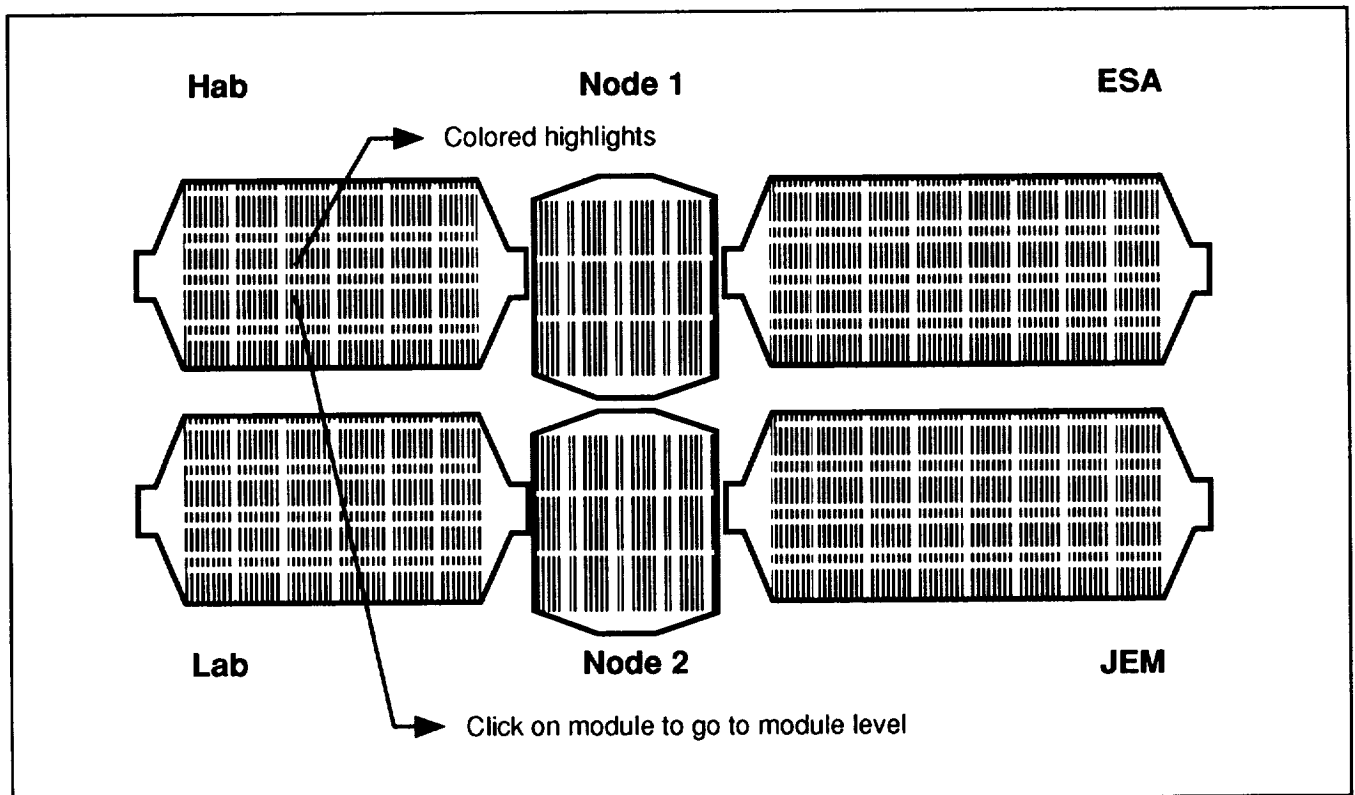 Hab
Node 1
ESA
Colored highlights
Lab
Node 2
JEM
Click on module to go to module level